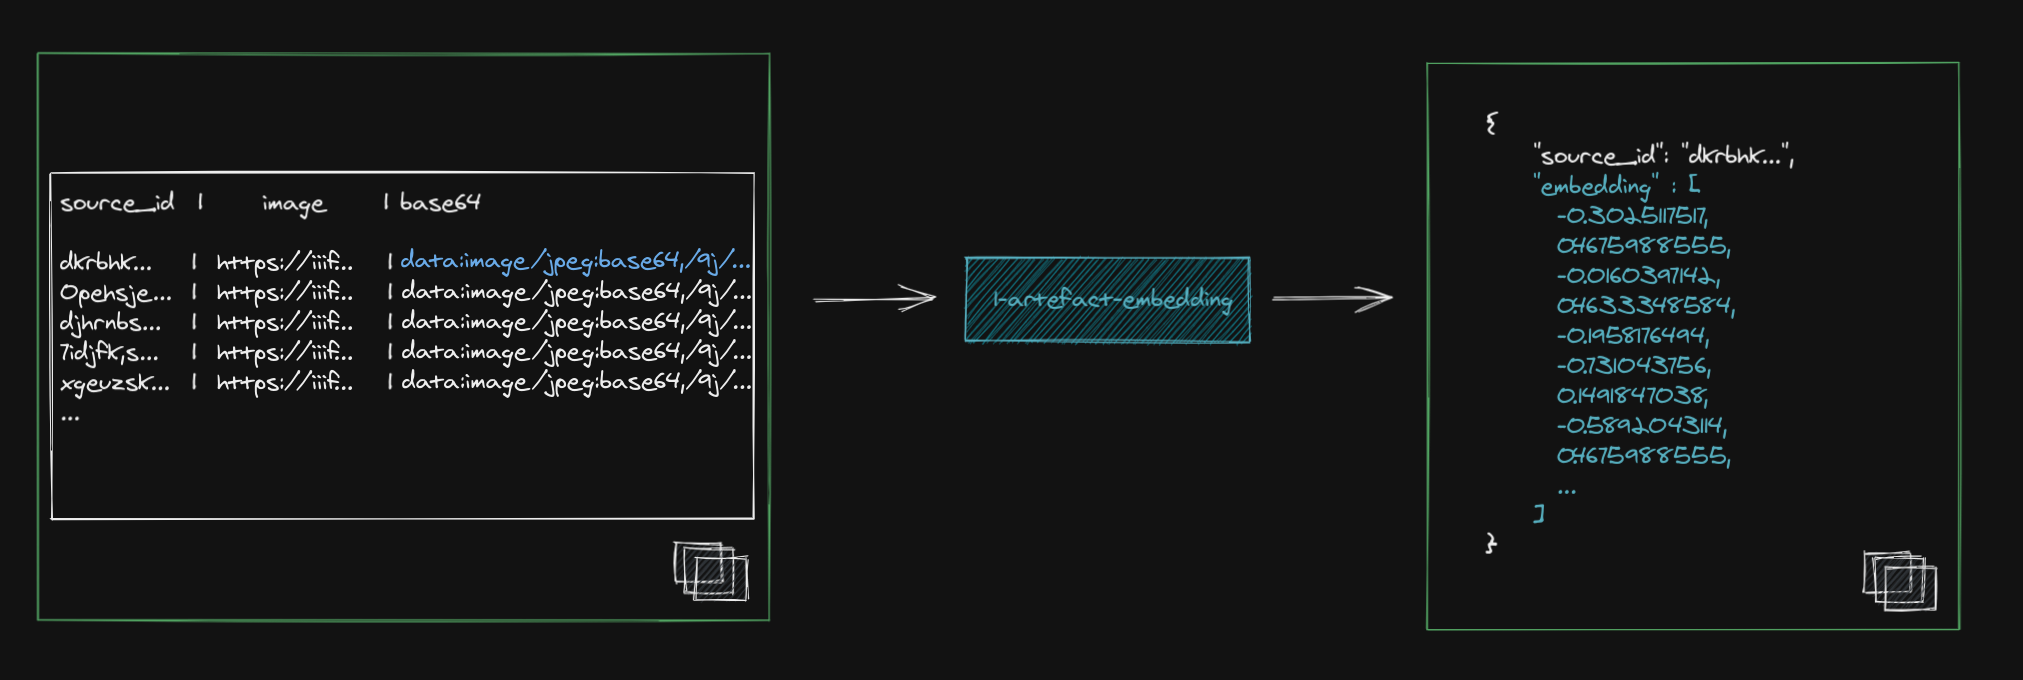 source_id | image | base64
dkrbhk... | https://iiif... | data:image/jpeg:base64,/9j/...
0pehsje... | https://iiif... | data:image/jpeg:base64,/9j/...
djhrnbs... | https://iiif... | data:image/jpeg:base64,/9j/...
7idjfk,s... | https://iiif... | data:image/jpeg:base64,/9j/...
xgeuzsk... | https://iiif... | data:image/jpeg:base64,/9j/...
...
1-artefact-embedding
{
"source_id": "dkrbhk...",
"embedding" : [
-0.3025117517,
0.4675988555,
-0.0160397142,
0.4633348584,
-0.1958176494,
-0.731043756,
0.1491847038,
-0.5892043114,
0.4675988555,
...
]
}